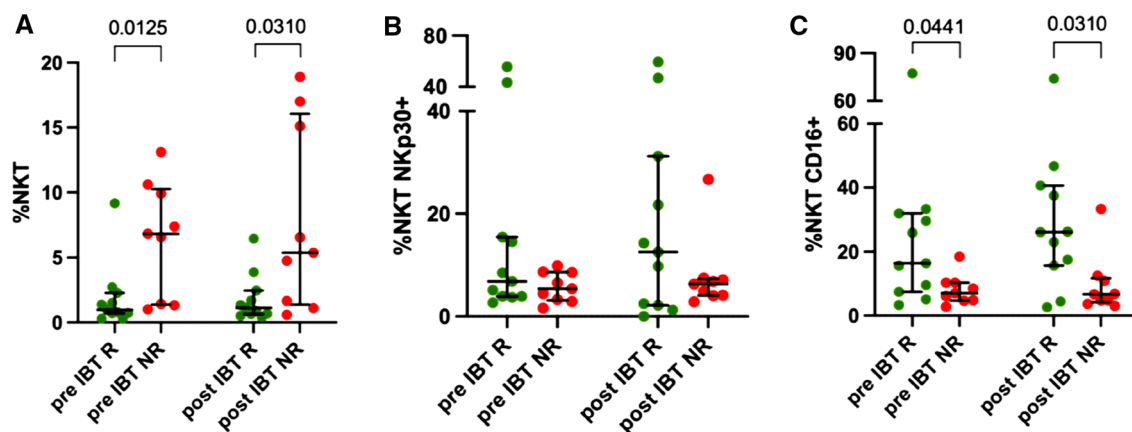 A
0.0125
0.0310
%NKT
20
15
10
5
0
pre IBT R
pre IBT NR
post IBT R
post IBT NR
B
%NKT NKp30+
80
40
40
20
0
pre IBT R
pre IBT NR
post IBT R
post IBT NR
C
0.0441
0.0310
%NKT CD16+
90
60
60
40
20
0
pre IBT R
pre IBT NR
post IBT R
post IBT NR